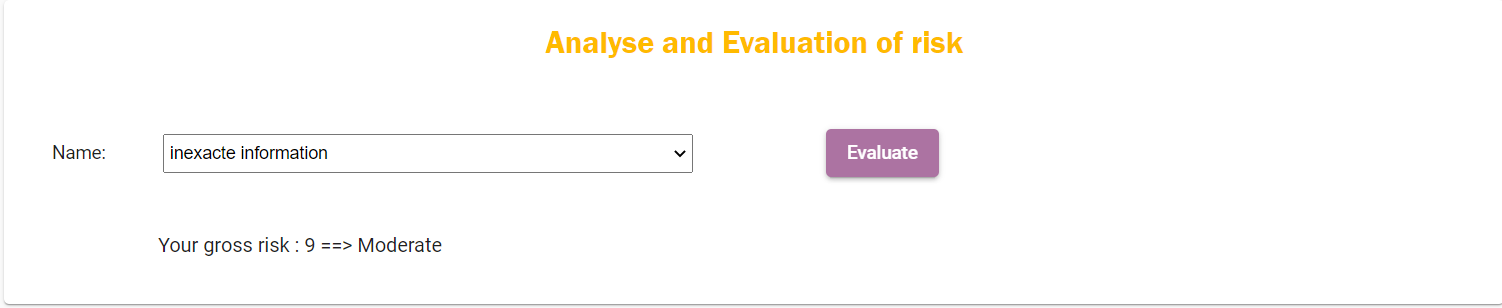 Analyse and Evaluation of risk
Name:
inexacte information
Evaluate
Your gross risk : 9 ==> Moderate